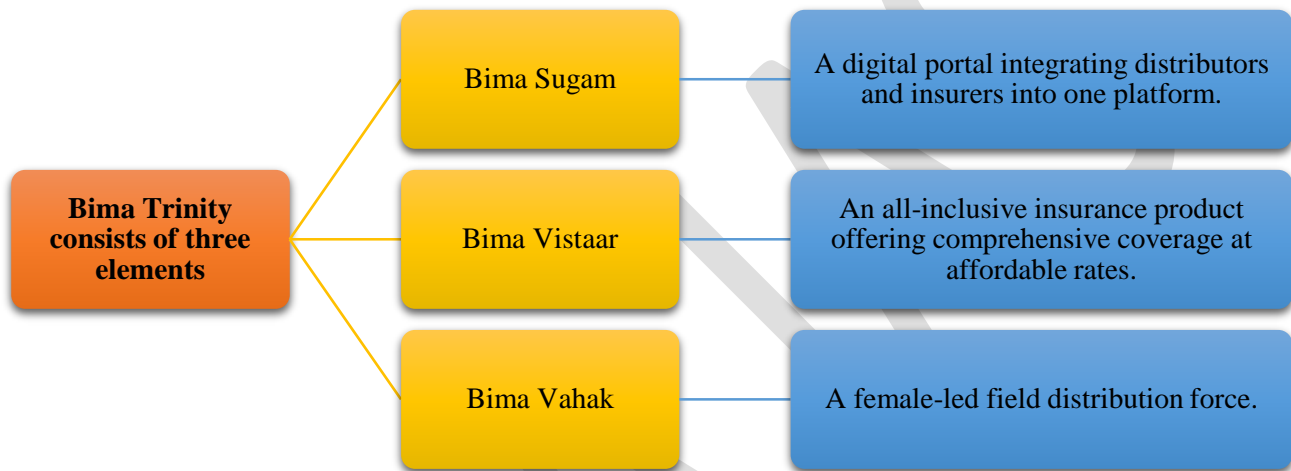 Bima Trinity
consists of three
elements
Bima Sugam
A digital portal integrating distributors
and insurers into one platform.
Bima Vistaar
An all-inclusive insurance product
offering comprehensive coverage at
affordable rates.
Bima Vahak
A female-led field distribution force.